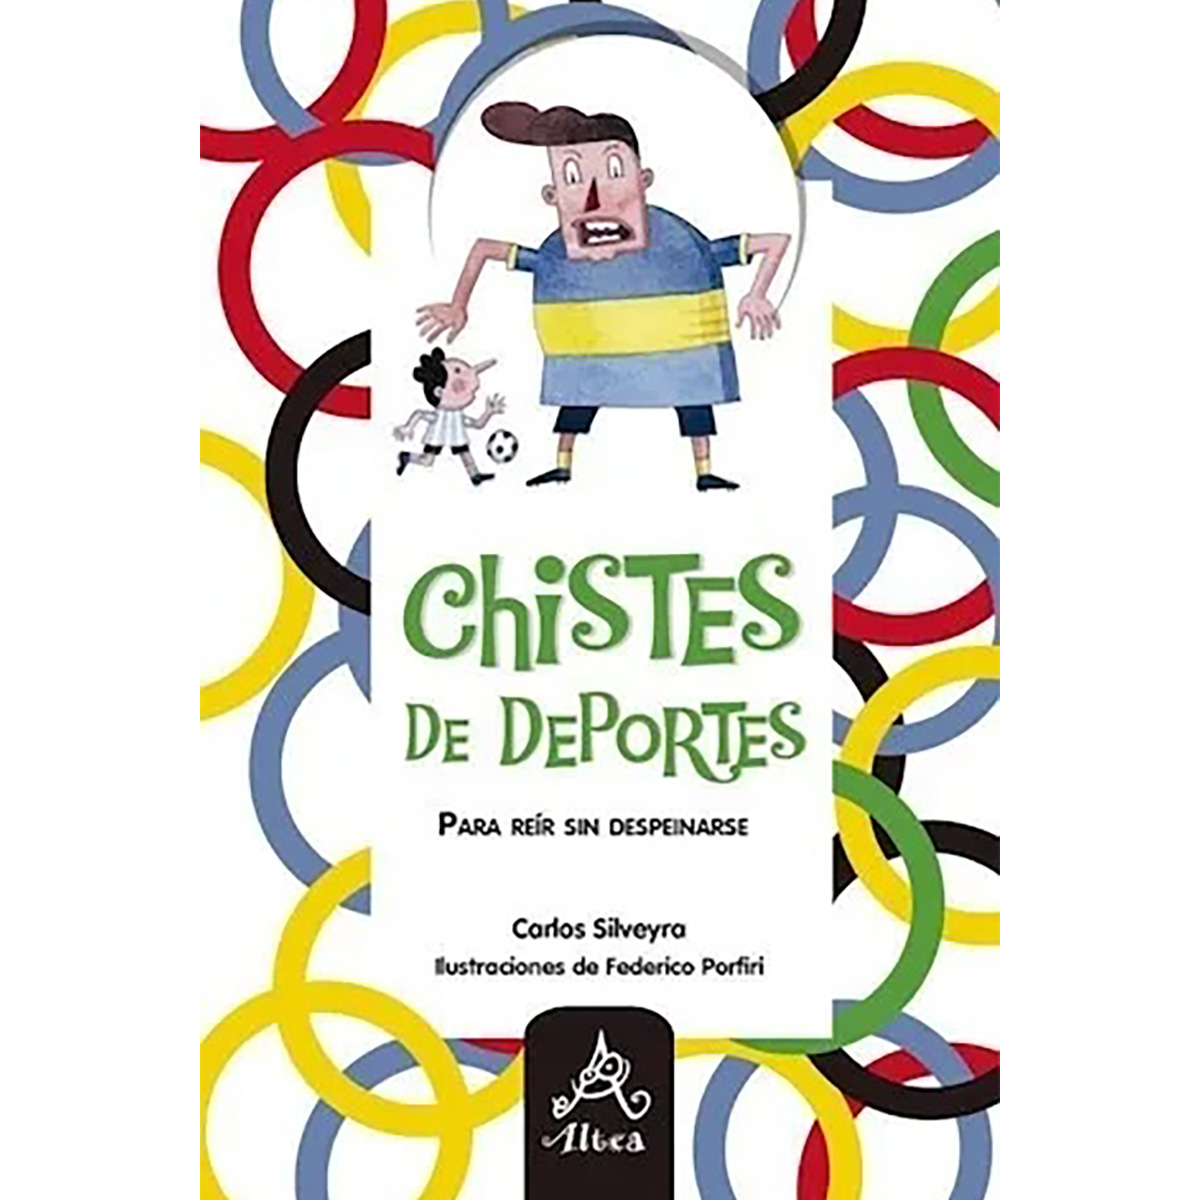 CHiSTES
DE DEPORTES
PARA REÍR SIN DESPEINARSE
Carlos Silveyra
Ilustraciones de Federico Porfiri
Altea